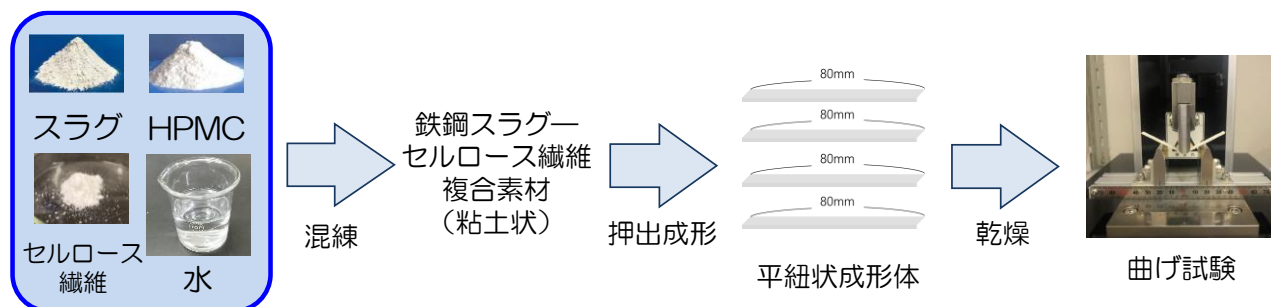 スラグ
HPMC
セルロース
繊維
水
混練
鉄鋼スラグ―
セルロース繊維
複合素材
（粘土状）
押出成形
80mm
80mm
80mm
80mm
平紐状成形体
乾燥
曲げ試験